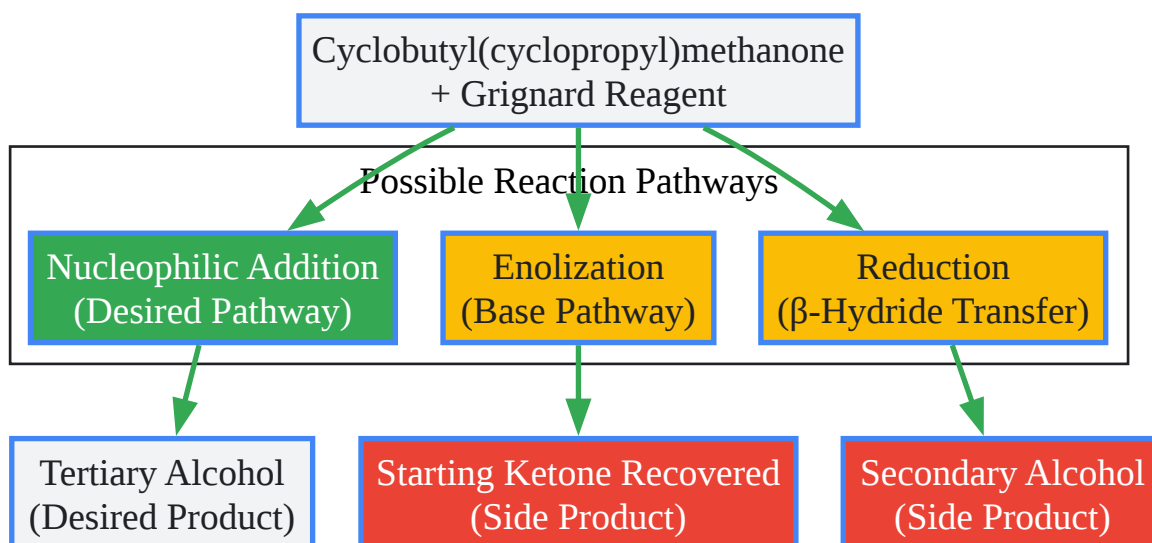 Cyclobutyl(cyclopropyl)methanone
+ Grignard Reagent
Possible Reaction Pathways
Nucleophilic Addition
(Desired Pathway)
Enolization
(Base Pathway)
Reduction
(β-Hydride Transfer)
Tertiary Alcohol
(Desired Product)
Starting Ketone Recovered
(Side Product)
Secondary Alcohol
(Side Product)